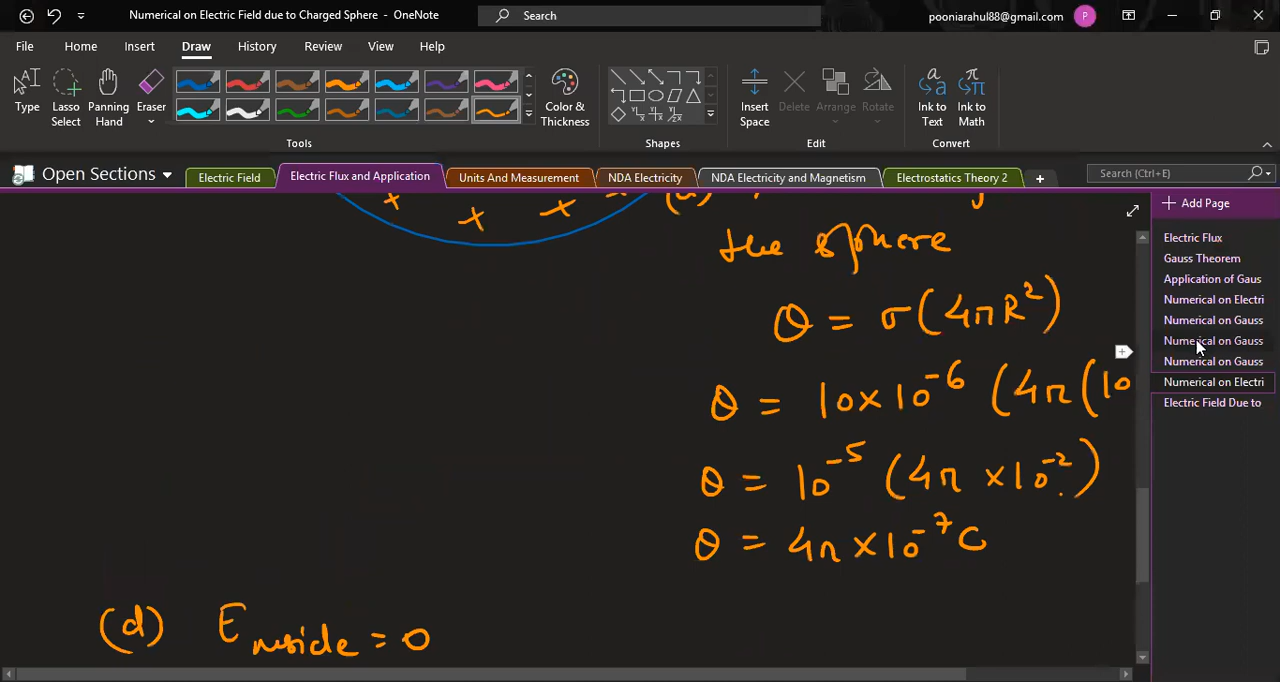 Numerical on Electric Field due to Charged Sphere - OneNote
Search
pooniarahul88@gmail.com
P
File Home Insert Draw History Review View Help
Type
Lasso Select
Panning Hand
Eraser
Color & Thickness
Insert Space
Delete
Arrange
Rotate
Ink to Text
Ink to Math
Tools
Shapes
Edit
Convert
Open Sections
Electric Field
Electric Flux and Application
Units And Measurement
NDA Electricity
NDA Electricity and Magnetism
Electrostatics Theory 2
Search (Ctrl+E)
Add Page
Electric Flux
Gauss Theorem
Application of Gaus
Numerical on Electri
Numerical on Gauss
Numerical on Gauss
Numerical on Gauss
Numerical on Electri
Electric Field Due to
the sphere
Q = σ(4πR²)
Q = 10×10⁻⁶ (4π(10
Q = 10⁻⁵ (4π ×10⁻²)
Q = 4π×10⁻⁷ C
(d) E inside = 0